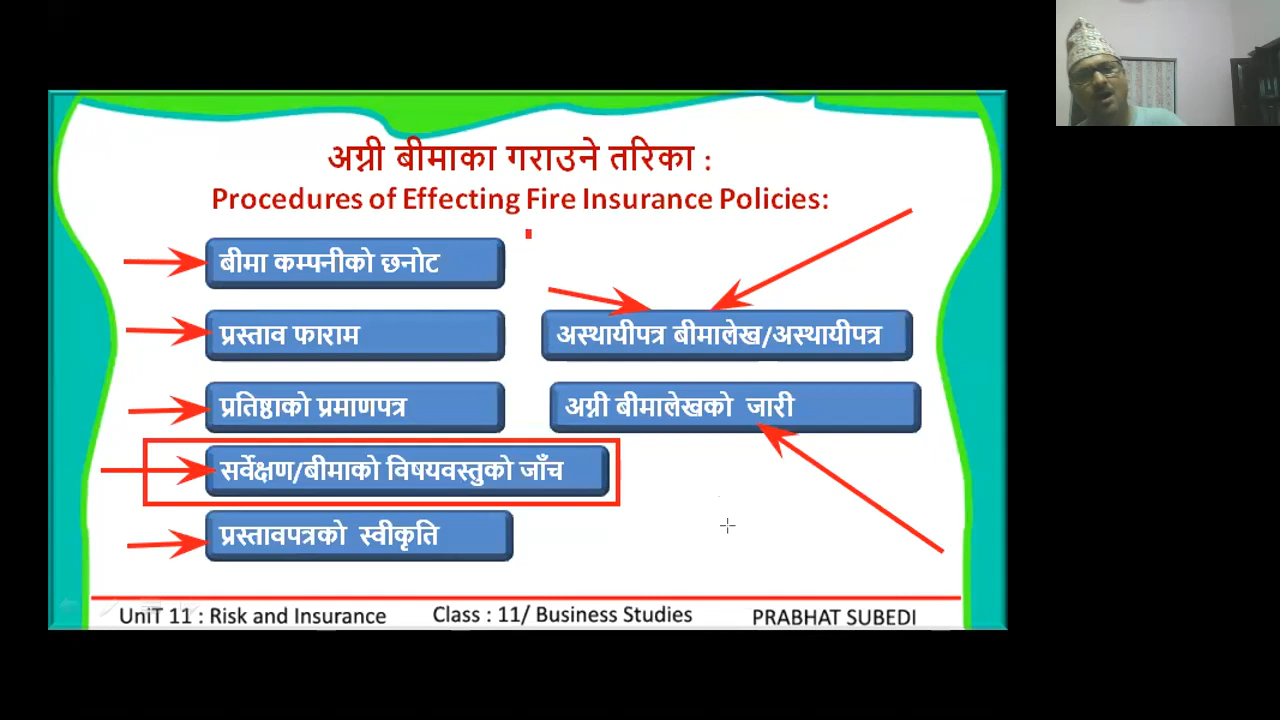 अग्नी बीमाका गराउने तरिका :
Procedures of Effecting Fire Insurance Policies:
बीमा कम्पनीको छनोट
प्रस्ताव फाराम
प्रतिष्ठाको प्रमाणपत्र
सर्वेक्षण/बीमाको विषयवस्तुको जाँच
प्रस्तावपत्रको स्वीकृति
अस्थायीपत्र बीमालेख/अस्थायीपत्र
अग्नी बीमालेखको जारी
UniT 11 : Risk and Insurance
Class : 11/ Business Studies
PRABHAT SUBEDI